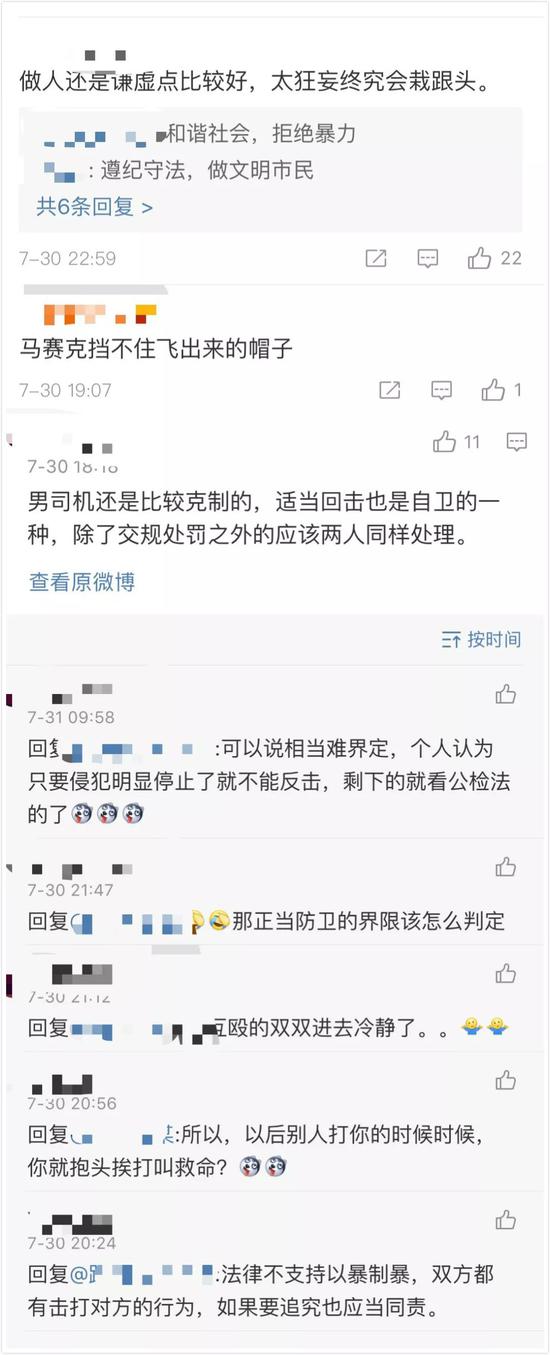 做人还是谦虚点比较好，太狂妄终究会栽跟头。
和谐社会，拒绝暴力
: 遵纪守法，做文明市民
共6条回复 >
7-30 22:59
22
马赛克挡不住飞出来的帽子
7-30 19:07
1
11
7-30 18:18
男司机还是比较克制的，适当回击也是自卫的一
种，除了交规处罚之外的应该两人同样处理。
查看原微博
按时间
7-31 09:58
回复 :可以说相当难界定，个人认为
只要侵犯明显停止了就不能反击，剩下的就看公检法
的了
7-30 21:47
回复 那正当防卫的界限该怎么判定
7-30 21:12
回复 互殴的双双进去冷静了。。
7-30 20:56
回复 :所以，以后别人打你的时候时候，
你就抱头挨打叫救命？
7-30 20:24
回复@ :法律不支持以暴制暴，双方都
有击打对方的行为，如果要追究也应当同责。